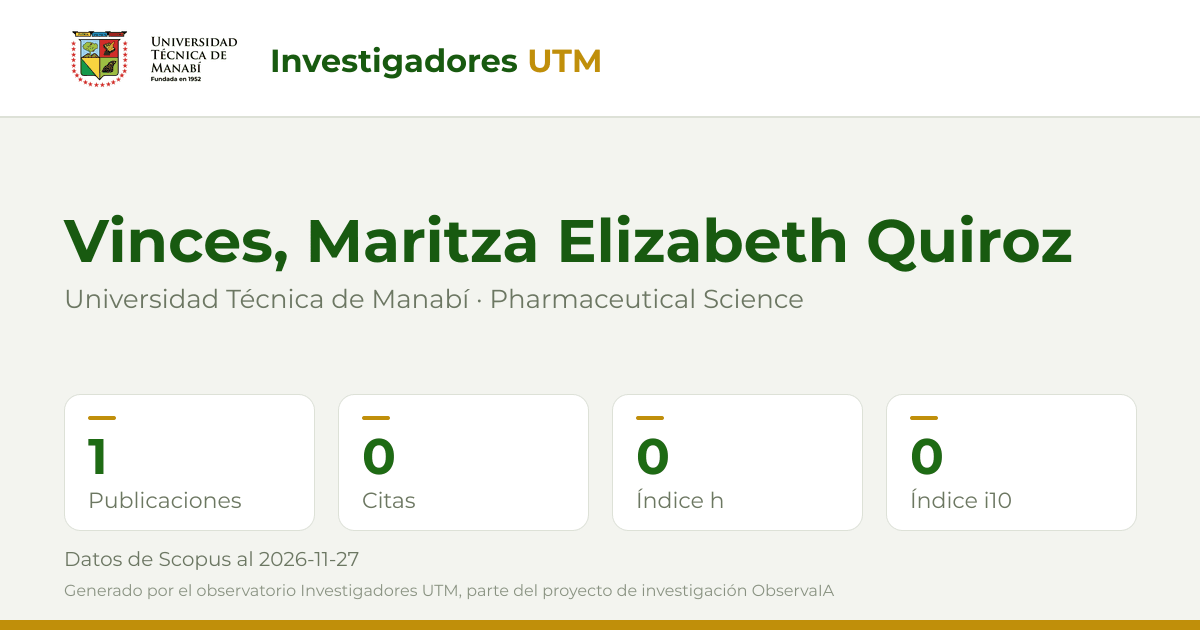 UNIVERSIDAD
TÉCNICA DE
MANABÍ
Fundada en 1952
Investigadores UTM
Vinces, Maritza Elizabeth Quiroz
Universidad Técnica de Manabí · Pharmaceutical Science
1
Publicaciones
0
Citas
0
Índice h
0
Índice i10
Datos de Scopus al 2026-11-27
Generado por el observatorio Investigadores UTM, parte del proyecto de investigación ObservaIA